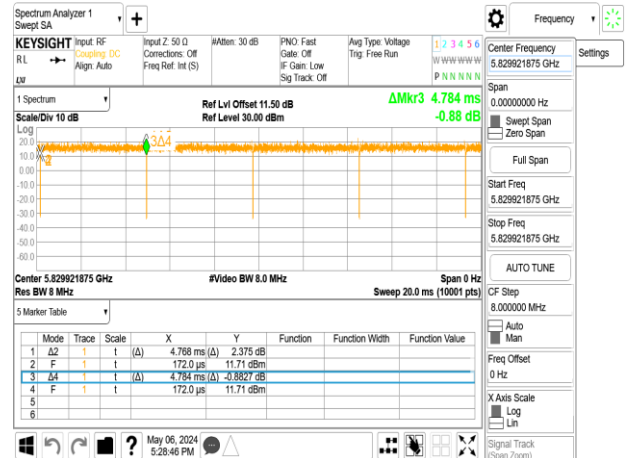 Spectrum Analyzer 1
Swept SA
Frequency
KEYSIGHT
RL
Input: RF
Coupling: DC
Align: Auto
Input Z: 50 Ω
Corrections: Off
Freq Ref: Int (S)
#Atten: 30 dB
PNO: Fast
Gate: Off
IF Gain: Low
Sig Track: Off
Avg Type: Voltage
Trig: Free Run
1 2 3 4 5 6
W W W W W W
P N N N N N
Settings
Center Frequency
5.829921875 GHz
Span
0.00000000 Hz
Swept Span
Zero Span
Full Span
Start Freq
5.829921875 GHz
Stop Freq
5.829921875 GHz
AUTO TUNE
CF Step
8.000000 MHz
Auto
Man
Freq Offset
0 Hz
X Axis Scale
Log
Lin
Signal Track
(Span Zoom)
1 Spectrum
Scale/Div 10 dB
Ref Lvl Offset 11.50 dB
Ref Level 30.00 dBm
ΔMkr3 4.784 ms
-0.88 dB
Log
20.0
10.0
0.00
-10.0
-20.0
-30.0
-40.0
-50.0
-60.0
3Δ4
Center 5.829921875 GHz
Res BW 8 MHz
#Video BW 8.0 MHz
Span 0 Hz
Sweep 20.0 ms (10001 pts)
5 Marker Table
Mode Trace Scale X Y Function Function Width Function Value
1 Δ2 1 t (Δ) 4.768 ms (Δ) 2.375 dB
2 F 1 t 172.0 µs 11.71 dBm
3 Δ4 1 t (Δ) 4.784 ms (Δ) -0.8827 dB
4 F 1 t 172.0 µs 11.71 dBm
5
6
May 06, 2024
5:28:46 PM